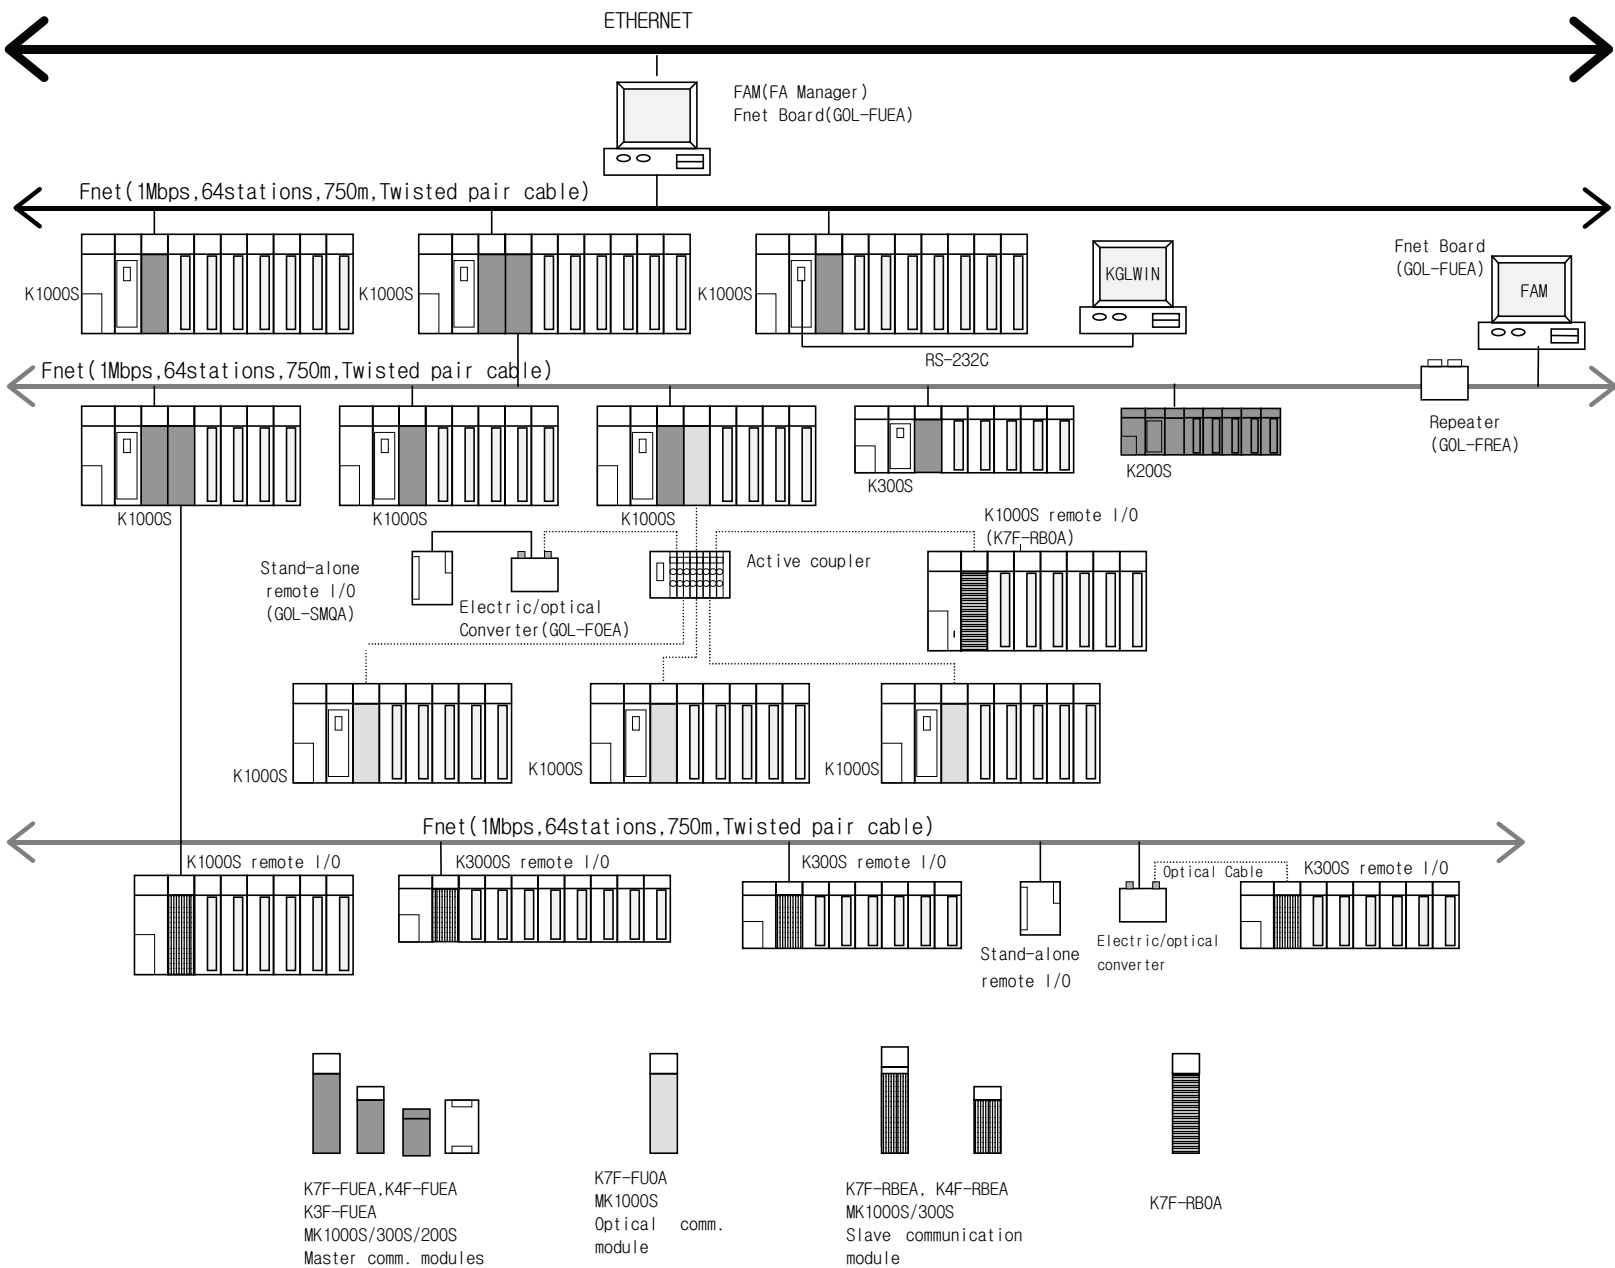 ETHERNET
FAM(FA Manager)
Fnet Board(G0L-FUEA)
Fnet(1Mbps,64stations,750m,Twisted pair cable)
K1000S
K1000S
K1000S
KGLWIN
RS-232C
Fnet Board
(G0L-FUEA)
FAM
Fnet(1Mbps,64stations,750m,Twisted pair cable)
K1000S
K1000S
K1000S
K300S
K200S
Repeater
(G0L-FREA)
Stand-alone
remote I/O
(G0L-SMQA)
Electric/optical
Converter(G0L-FOEA)
Active coupler
K1000S remote I/O
(K7F-RB0A)
K1000S
K1000S
K1000S
Fnet(1Mbps,64stations,750m,Twisted pair cable)
K1000S remote I/O
K3000S remote I/O
K300S remote I/O
Stand-alone
remote I/O
Optical Cable
Electric/optical
converter
K300S remote I/O
K7F-FUEA,K4F-FUEA
K3F-FUEA
MK1000S/300S/200S
Master comm. modules
K7F-FU0A
MK1000S
Optical comm.
module
K7F-RBEA, K4F-RBEA
MK1000S/300S
Slave communication
module
K7F-RB0A